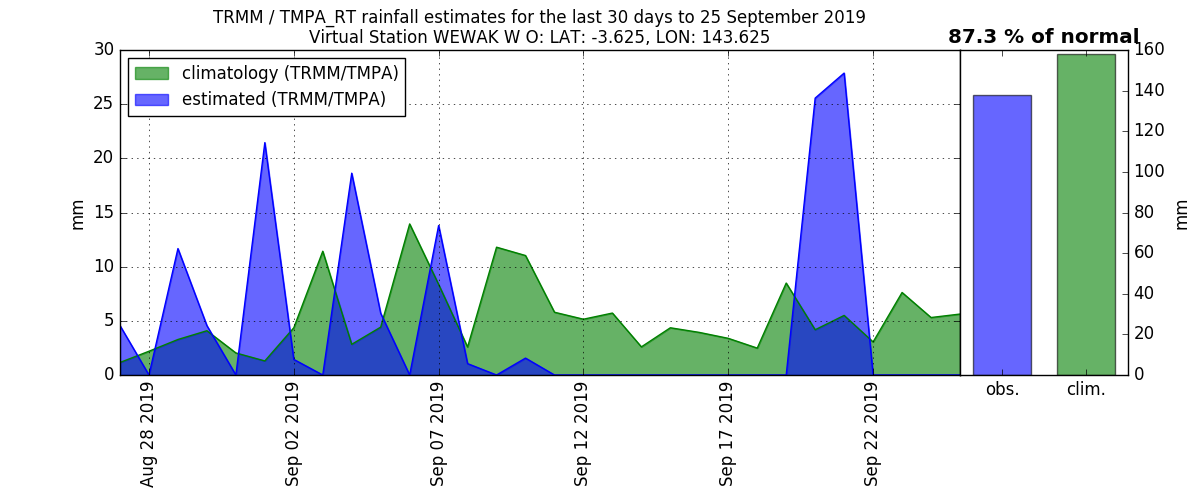 TRMM / TMPA_RT rainfall estimates for the last 30 days to 25 September 2019
Virtual Station WEWAK W O: LAT: -3.625, LON: 143.625
87.3 % of normal
climatology (TRMM/TMPA)
estimated (TRMM/TMPA)
mm
30
25
20
15
10
5
0
Aug 28 2019
Sep 02 2019
Sep 07 2019
Sep 12 2019
Sep 17 2019
Sep 22 2019
obs.
clim.
160
140
120
100
80
60
40
20
0
mm